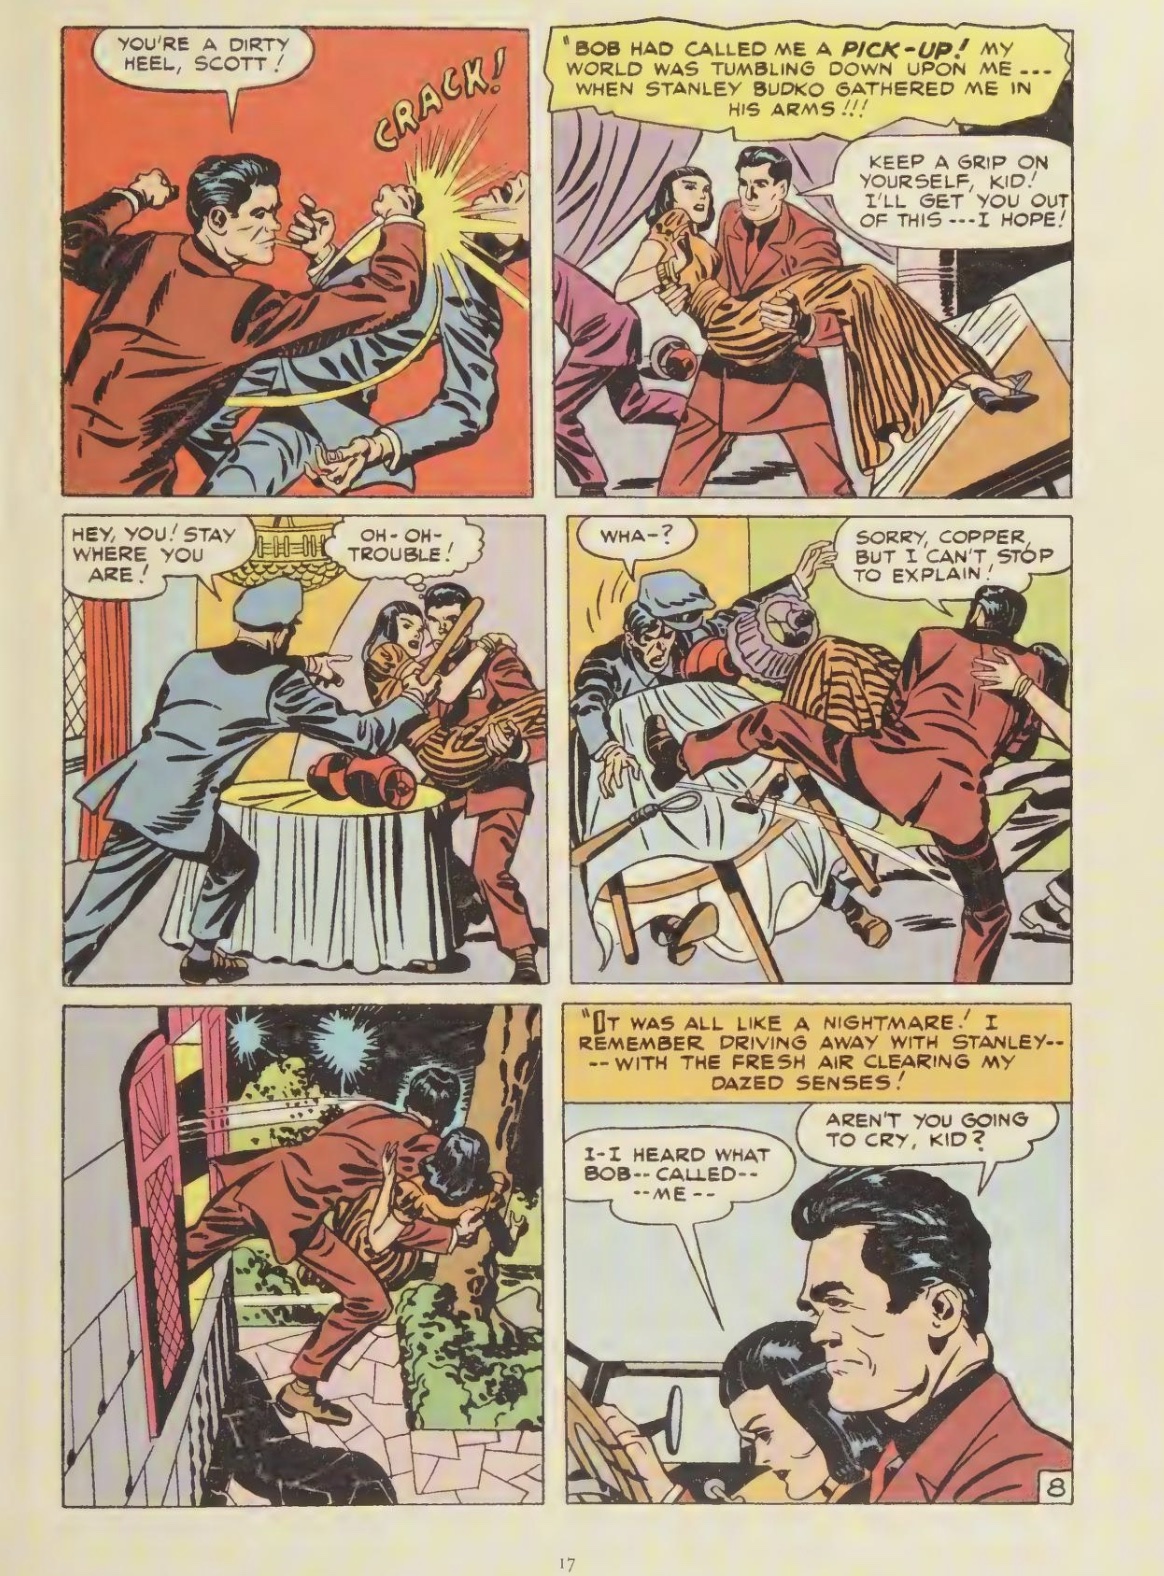 YOU'RE A DIRTY
HEEL, SCOTT!
CRACK!
"BOB HAD CALLED ME A PICK-UP! MY
WORLD WAS TUMBLING DOWN UPON ME ---
WHEN STANLEY BUDKO GATHERED ME IN
HIS ARMS!!!
KEEP A GRIP ON
YOURSELF, KID!
I'LL GET YOU OUT
OF THIS ---I HOPE!
HEY, YOU! STAY
WHERE YOU
ARE!
OH-OH-
TROUBLE!
WHA-?
SORRY, COPPER,
BUT I CAN'T STOP
TO EXPLAIN!
"IT WAS ALL LIKE A NIGHTMARE! I
REMEMBER DRIVING AWAY WITH STANLEY--
--WITH THE FRESH AIR CLEARING MY
DAZED SENSES!
AREN'T YOU GOING
TO CRY, KID?
I-I HEARD WHAT
BOB--CALLED--
--ME--
8
17